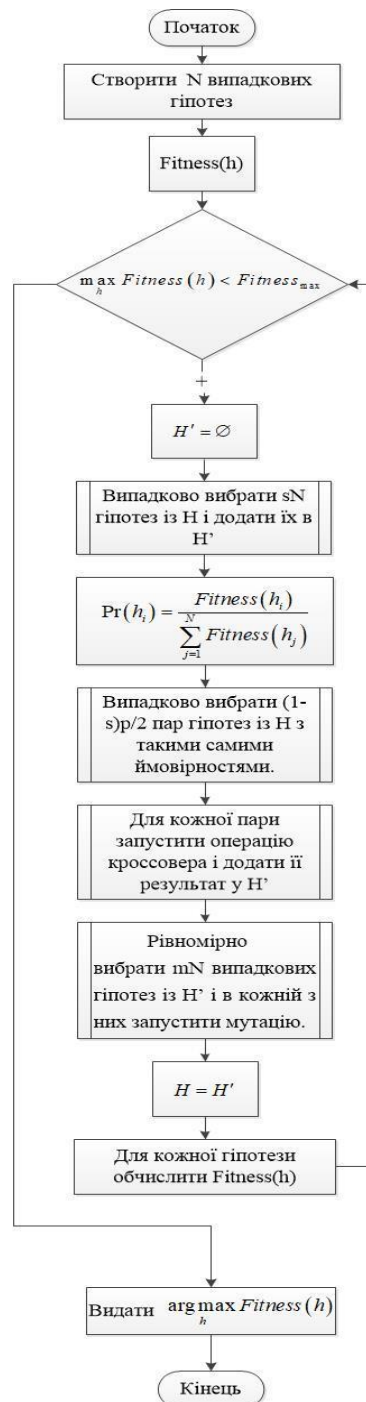 Початок
Створити N випадкових
гіпотез
Fitness(h)
max Fitness(h) < Fitness max
h
+
H' = ∅
Випадково вибрати sN
гіпотез із H і додати їх в
H’
Pr(h_i) = Fitness(h_i) / ∑_{j=1}^{N} Fitness(h_j)
Випадково вибрати (1-
s)p/2 пар гіпотез із H з
такими самими
ймовірностями.
Для кожної пари
запустити операцію
кроссовера і додати її
результат у H’
Рівномірно
вибрати mN випадкових
гіпотез із H’ і в кожній з
них запустити мутацію.
H = H'
Для кожної гіпотези
обчислити Fitness(h)
Видати arg max Fitness(h)
h
Кінець